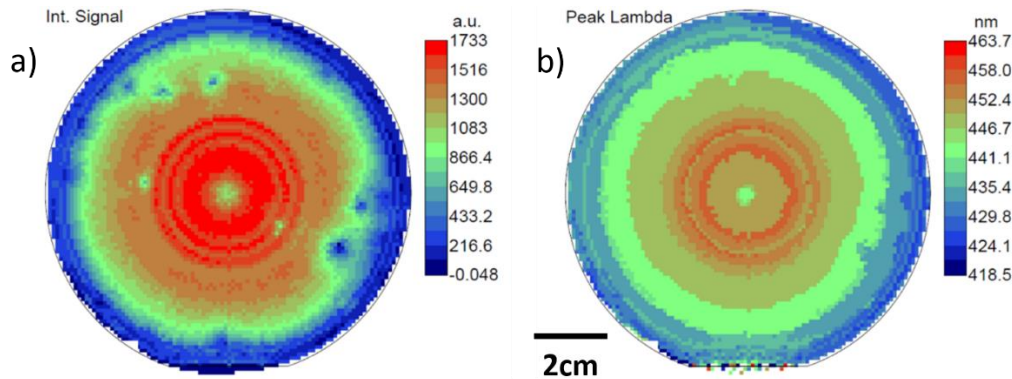 Int. Signal
a)
a.u.
1733
1516
1300
1083
866.4
649.8
433.2
216.6
-0.048
Peak Lambda
b)
nm
463.7
458.0
452.4
446.7
441.1
435.4
429.8
424.1
418.5
2cm